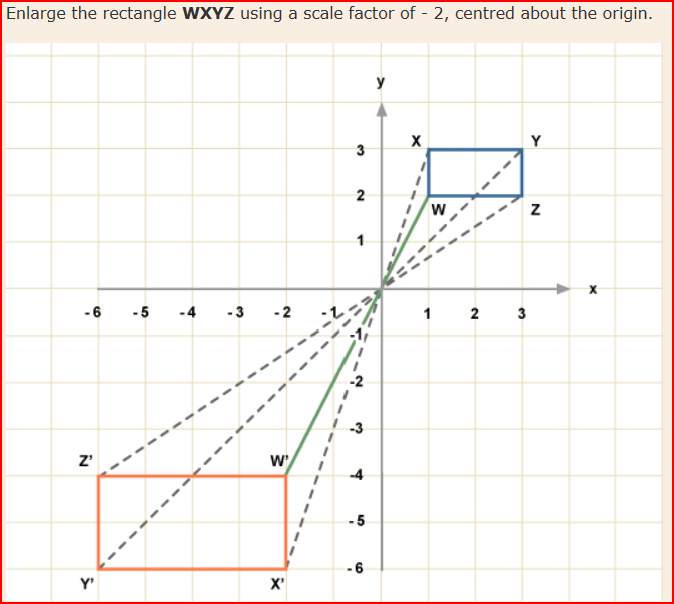 Enlarge the rectangle WXYZ using a scale factor of - 2, centred about the origin.
y
X Y
3
2
W Z
1
x
- 6 - 5 - 4 - 3 - 2 - 1 1 2 3
-1
-2
-3
Z' W'
-4
- 5
- 6
Y' X'